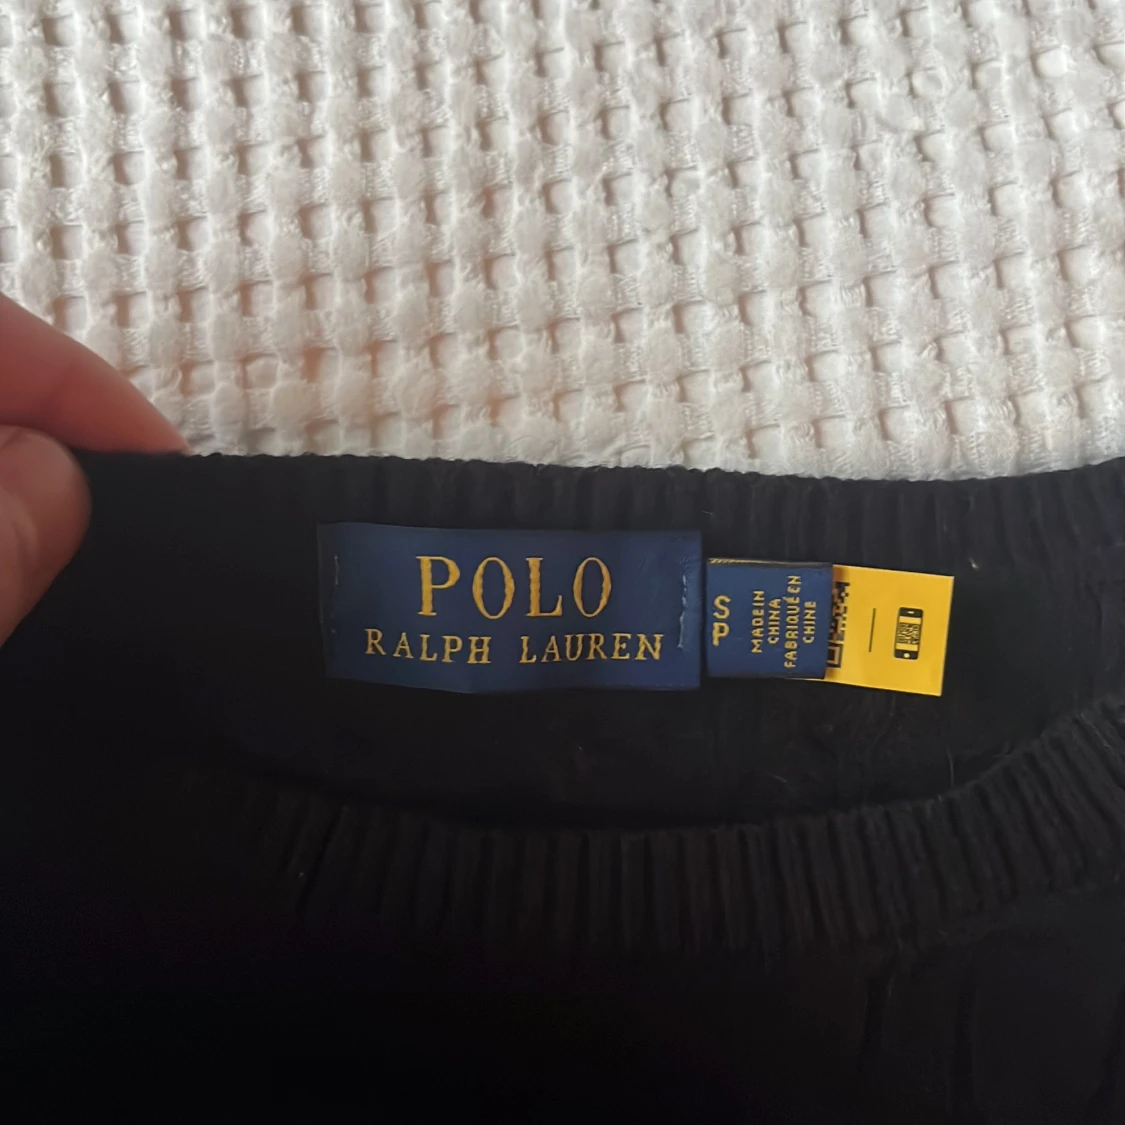 POLO
RALPH LAUREN
S
P
MADE IN
CHINA
FABRIQUÉ EN
CHINE